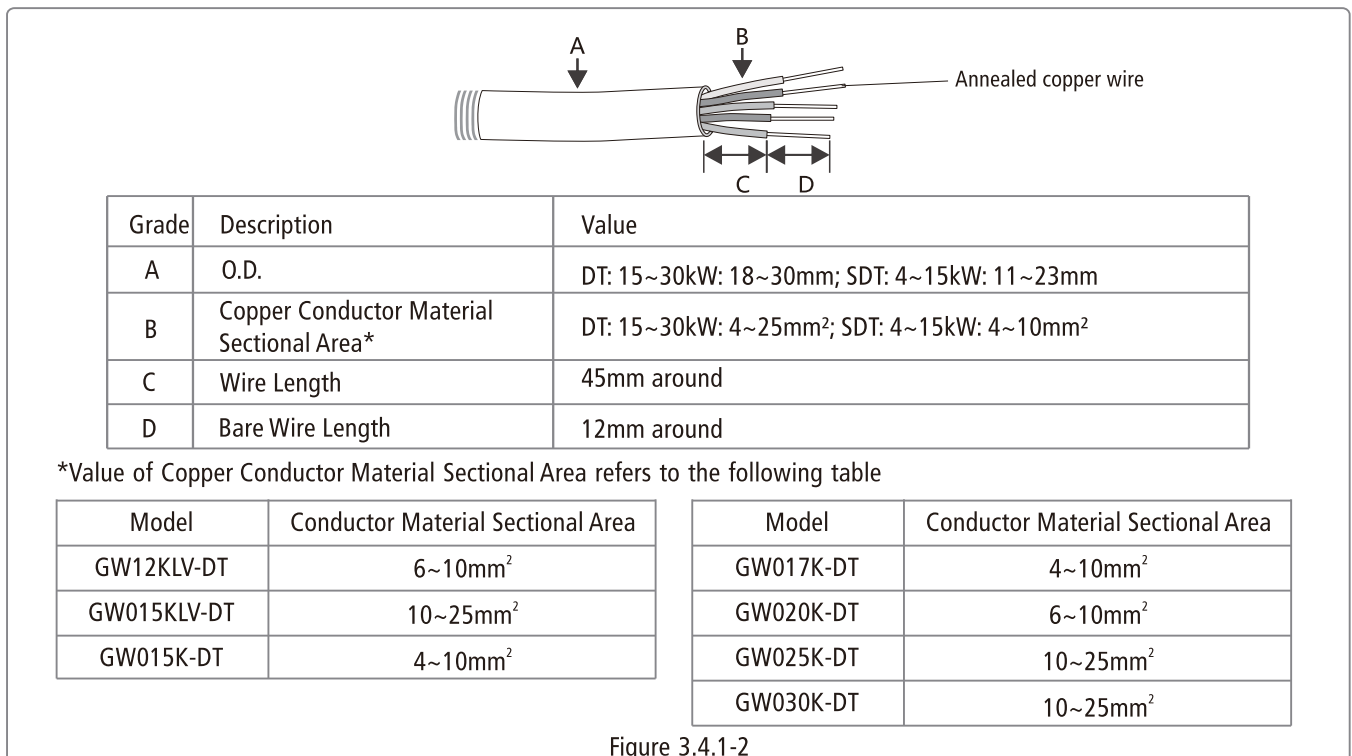 A
B
Annealed copper wire
C
D
Grade Description Value
A O.D. DT: 15~30kW: 18~30mm; SDT: 4~15kW: 11~23mm
B Copper Conductor Material
Sectional Area* DT: 15~30kW: 4~25mm²; SDT: 4~15kW: 4~10mm²
C Wire Length 45mm around
D Bare Wire Length 12mm around
*Value of Copper Conductor Material Sectional Area refers to the following table
Model Conductor Material Sectional Area
GW12KLV-DT 6~10mm²
GW015KLV-DT 10~25mm²
GW015K-DT 4~10mm²
Model Conductor Material Sectional Area
GW017K-DT 4~10mm²
GW020K-DT 6~10mm²
GW025K-DT 10~25mm²
GW030K-DT 10~25mm²
Figure 3.4.1-2